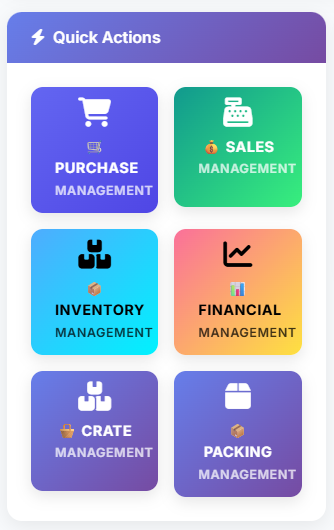 Quick Actions
PURCHASE
MANAGEMENT
SALES
MANAGEMENT
INVENTORY
MANAGEMENT
FINANCIAL
MANAGEMENT
CRATE
MANAGEMENT
PACKING
MANAGEMENT